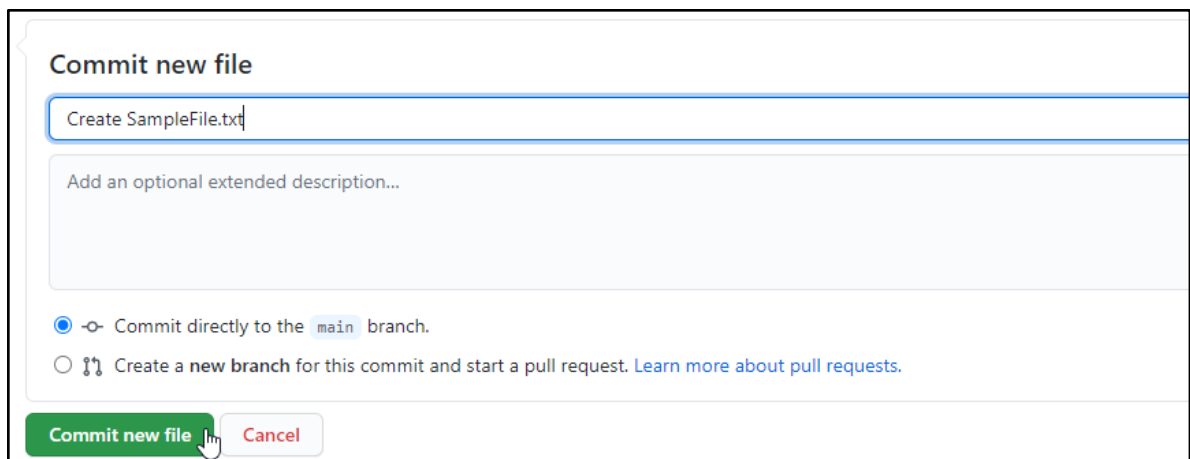 Commit new file
Create SampleFile.txt
Add an optional extended description...
Commit directly to the main branch.
Create a new branch for this commit and start a pull request. Learn more about pull requests.
Commit new file Cancel